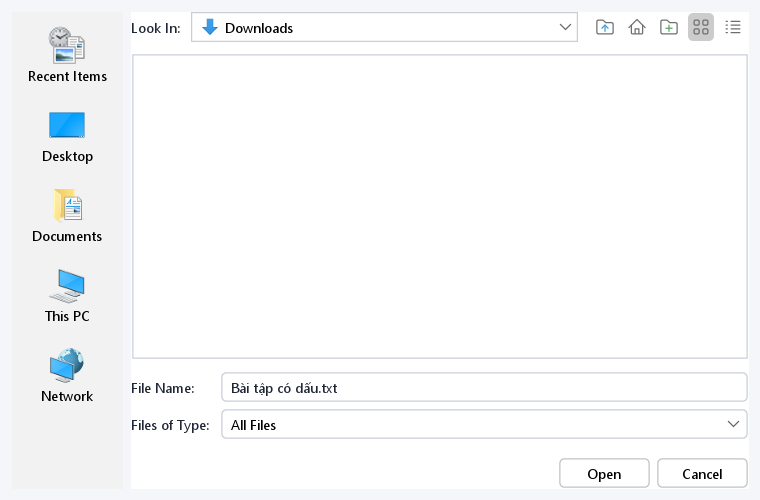 Look In:
Downloads
Recent Items
Desktop
Documents
This PC
Network
File Name:
Bài tập có dấu.txt
Files of Type:
All Files
Open
Cancel